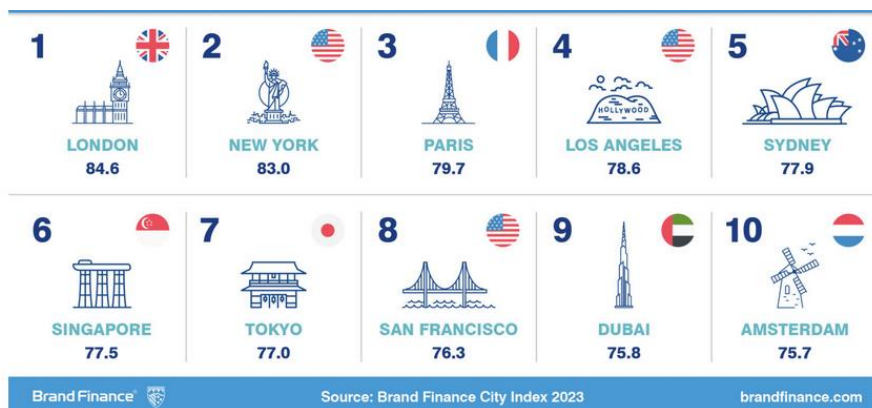 1
LONDON
84.6
2
NEW YORK
83.0
3
PARIS
79.7
4
HOLLYWOOD
LOS ANGELES
78.6
5
SYDNEY
77.9
6
SINGAPORE
77.5
7
TOKYO
77.0
8
SAN FRANCISCO
76.3
9
DUBAI
75.8
10
AMSTERDAM
75.7
Brand Finance®
Source: Brand Finance City Index 2023
brandfinance.com